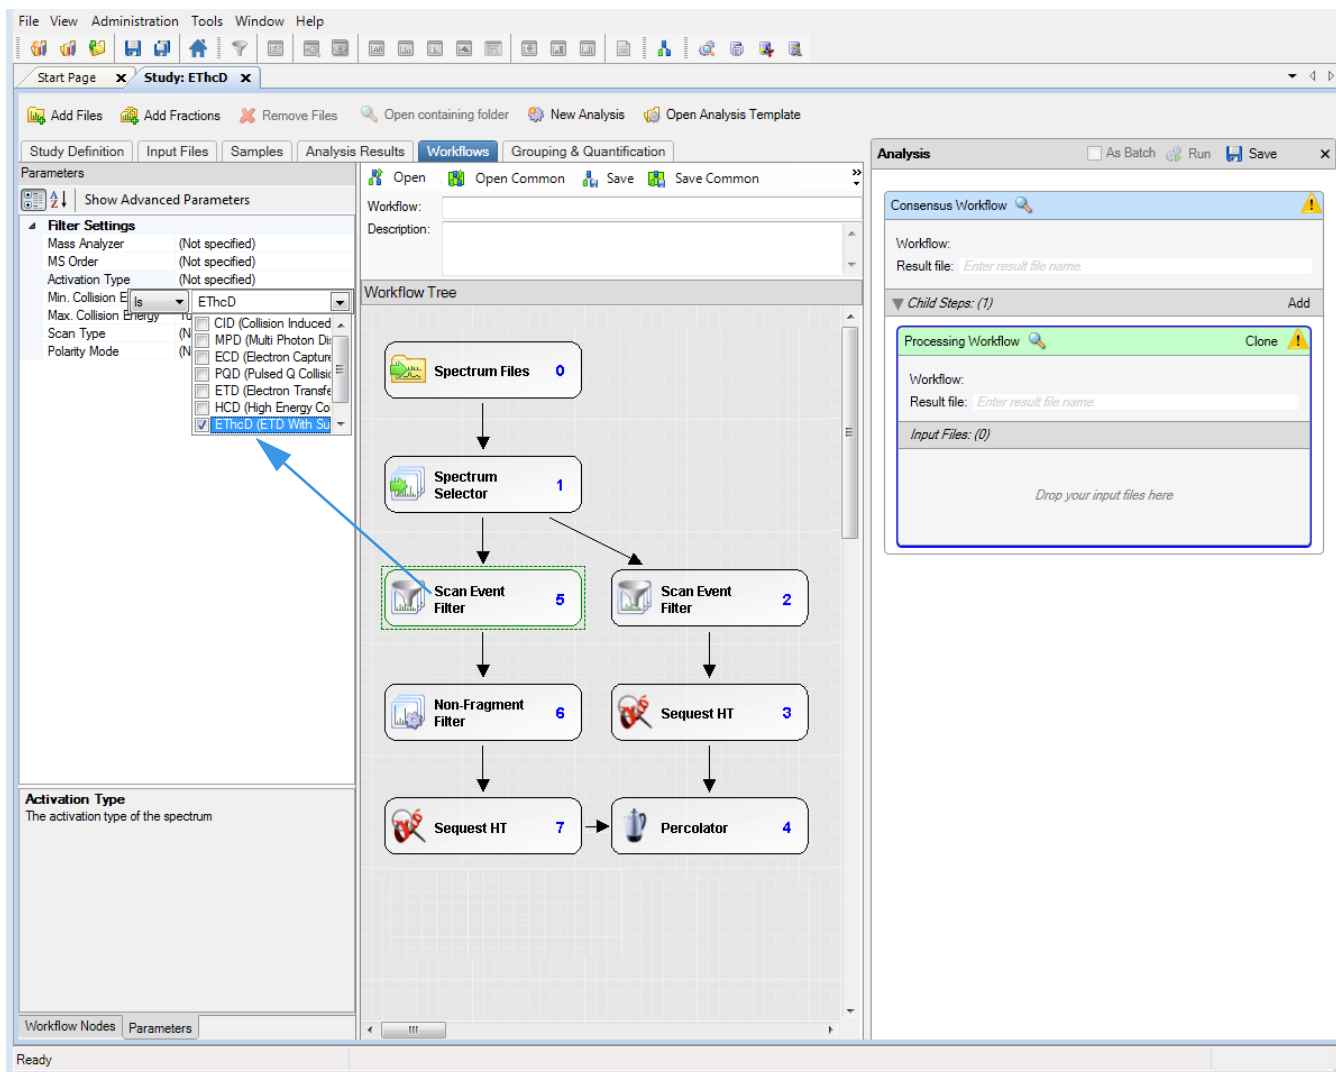 File View Administration Tools Window Help
Start Page x Study: EThcD x
Add Files Add Fractions Remove Files Open containing folder New Analysis Open Analysis Template
Study Definition Input Files Samples Analysis Results Workflows Grouping & Quantification
Parameters
Show Advanced Parameters
Filter Settings
Mass Analyzer (Not specified)
MS Order (Not specified)
Activation Type (Not specified)
Min. Collision E Is EThcD
Max. Collision Energy
Scan Type (N
Polarity Mode (N
CID (Collision Induced
MPD (Multi Photon Dis
ECD (Electron Capture
PQD (Pulsed Q Collisio
ETD (Electron Transfe
HCD (High Energy Co
EThcD (ETD With Su
Activation Type
The activation type of the spectrum
Workflow Nodes Parameters
Open Open Common Save Save Common
Workflow:
Description:
Workflow Tree
Spectrum Files 0
Spectrum
Selector 1
Scan Event
Filter 5
Scan Event
Filter 2
Non-Fragment
Filter 6
Sequest HT 3
Sequest HT 7
Percolator 4
Analysis As Batch Run Save x
Consensus Workflow
Workflow:
Result file: Enter result file name.
Child Steps: (1) Add
Processing Workflow Clone
Workflow:
Result file: Enter result file name.
Input Files: (0)
Drop your input files here
Ready